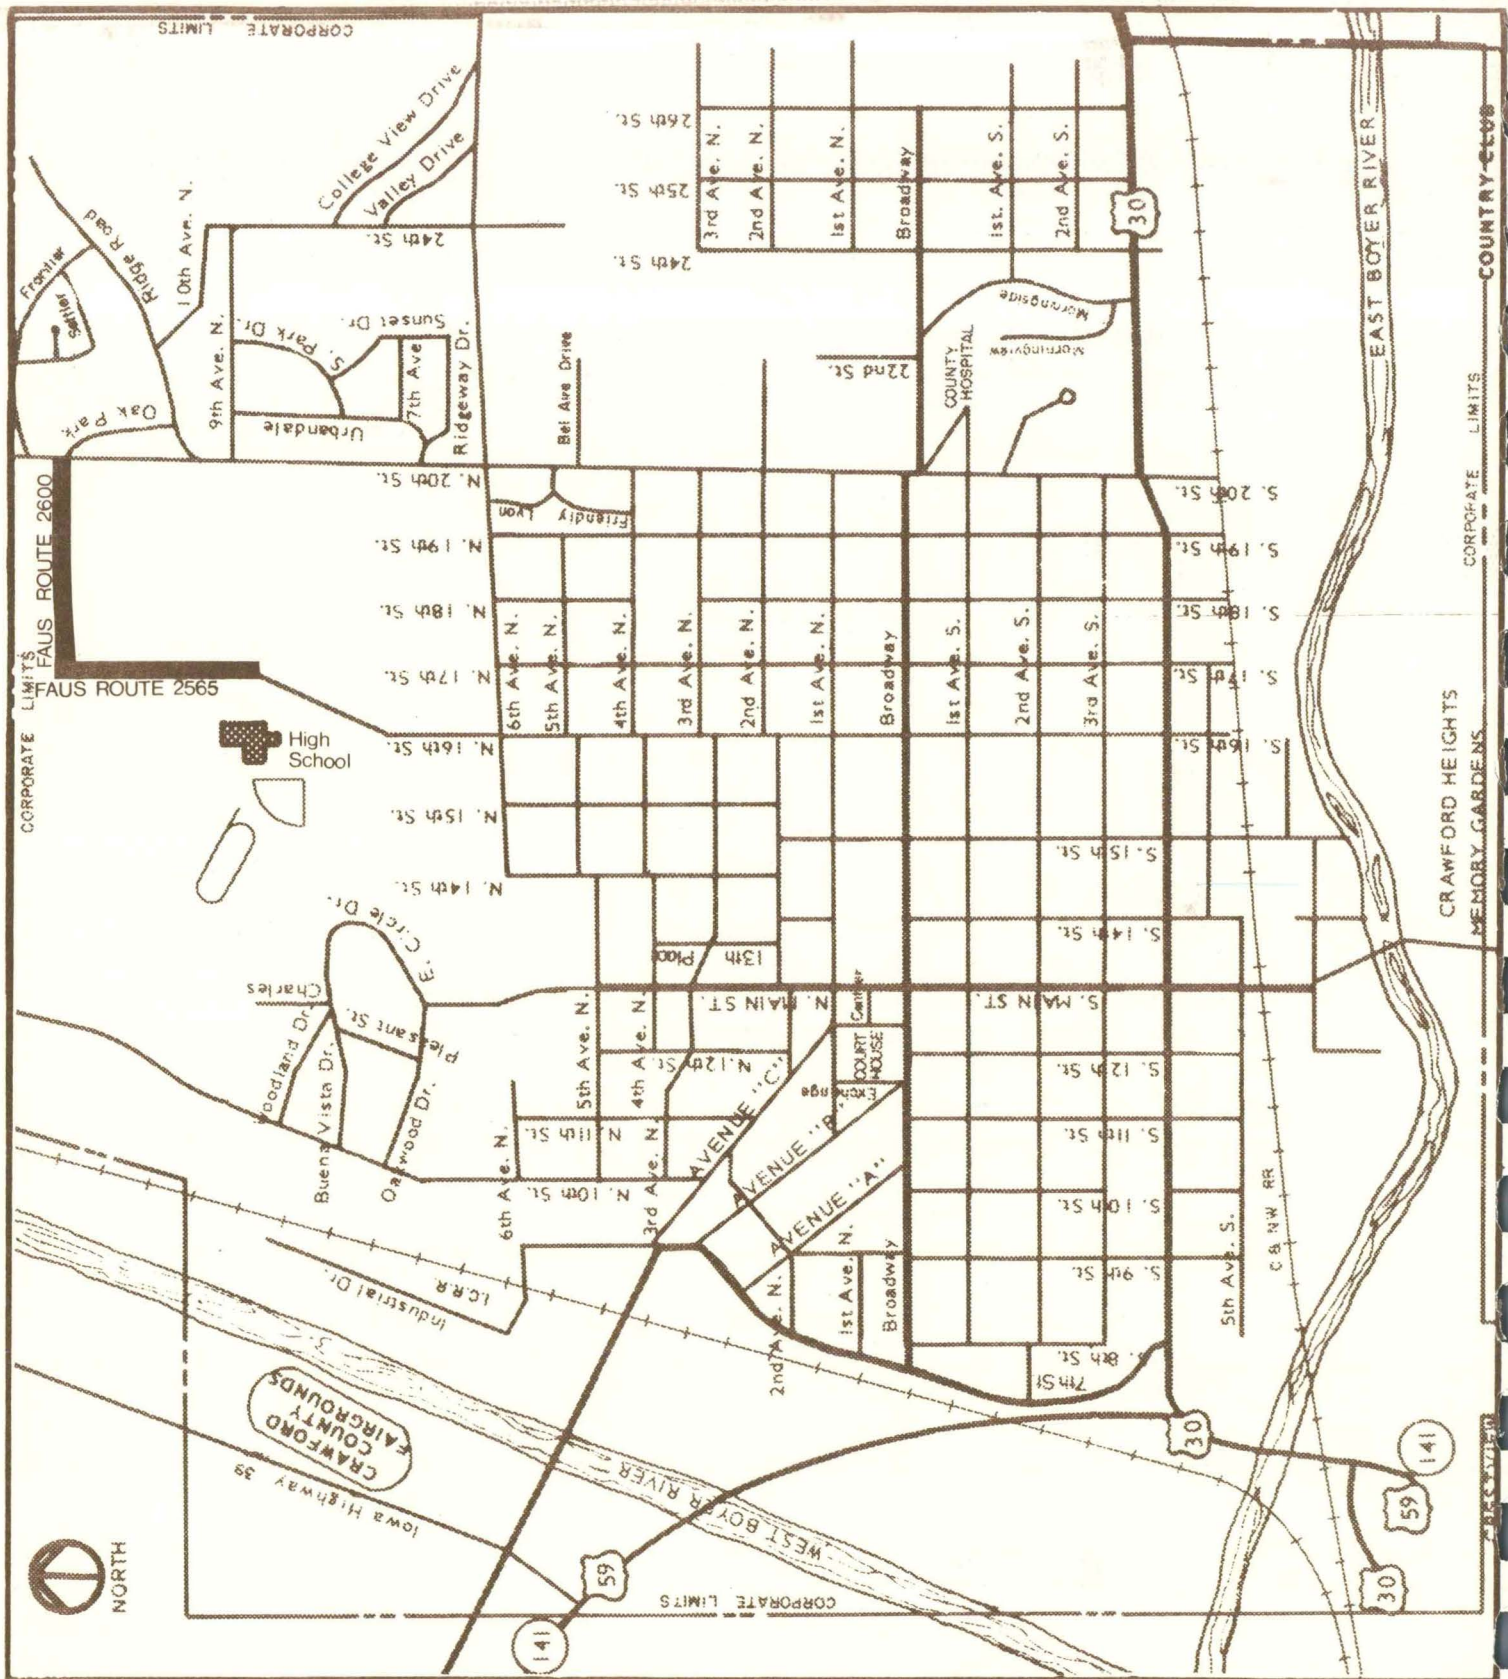 CORPORATE LIMITS
College View Drive
Valley Drive
24th St.
Ridge Road
Frontier
Settler
10th Ave. N.
9th Ave. N.
S. Park Dr.
Sunset Dr.
7th Ave
Urbandale
Oak Park
Ridgeway Dr.
26th St.
25th St.
24th St.
3rd Ave. N.
2nd Ave. N.
1st Ave. N.
Broadway
1st. Ave. S.
2nd Ave. S.
30
Morningside
Morningview
22nd St.
COUNTY
HOSPITAL
Bel Aire Drive
EAST BOYER RIVER
COUNTRY CLUB
CORPORATE LIMITS
CORPORATE LIMITS
FAUS ROUTE 2600
FAUS ROUTE 2565
High
School
N. 20th St.
N. 19th St.
N. 18th St.
N. 17th St.
N. 16th St.
N. 15th St.
N. 14th St.
Lyon
Friendly
6th Ave. N.
5th Ave. N.
4th Ave. N.
3rd Ave. N.
2nd Ave. N.
1st Ave. N.
Broadway
1st Ave. S.
2nd Ave. S.
3rd Ave. S.
S. 20th St.
S. 19th St.
S. 18th St.
S. 17th St.
S. 16th St.
S. 15th St.
S. 14th St.
CRAWFORD HEIGHTS
MEMORY GARDENS
E. Circle Dr.
Charles
Pleasant St.
Woodland Dr.
Buena Vista Dr.
Oakwood Dr.
13th
Place
N. MAIN ST.
S. MAIN ST.
COURT
HOUSE
5th Ave. N.
4th Ave. N.
N. 12th St.
N. 11th St.
N. 10th St.
6th Ave. N.
3rd Ave. N.
AVENUE "C"
AVENUE "B"
AVENUE "A"
S. 12th St.
S. 11th St.
S. 10th St.
S. 9th St.
S. 8th St.
7th St
2nd Ave. N.
1st Ave. N.
Broadway
5th Ave. S.
C & NW RR
Industrial Dr.
I.C.R.R
CRAWFORD
COUNTY
FAIRGROUNDS
Iowa Highway 39
WEST BOYER RIVER
NORTH
59
141
CORPORATE LIMITS
30
141
59
30
CRESTVIEW